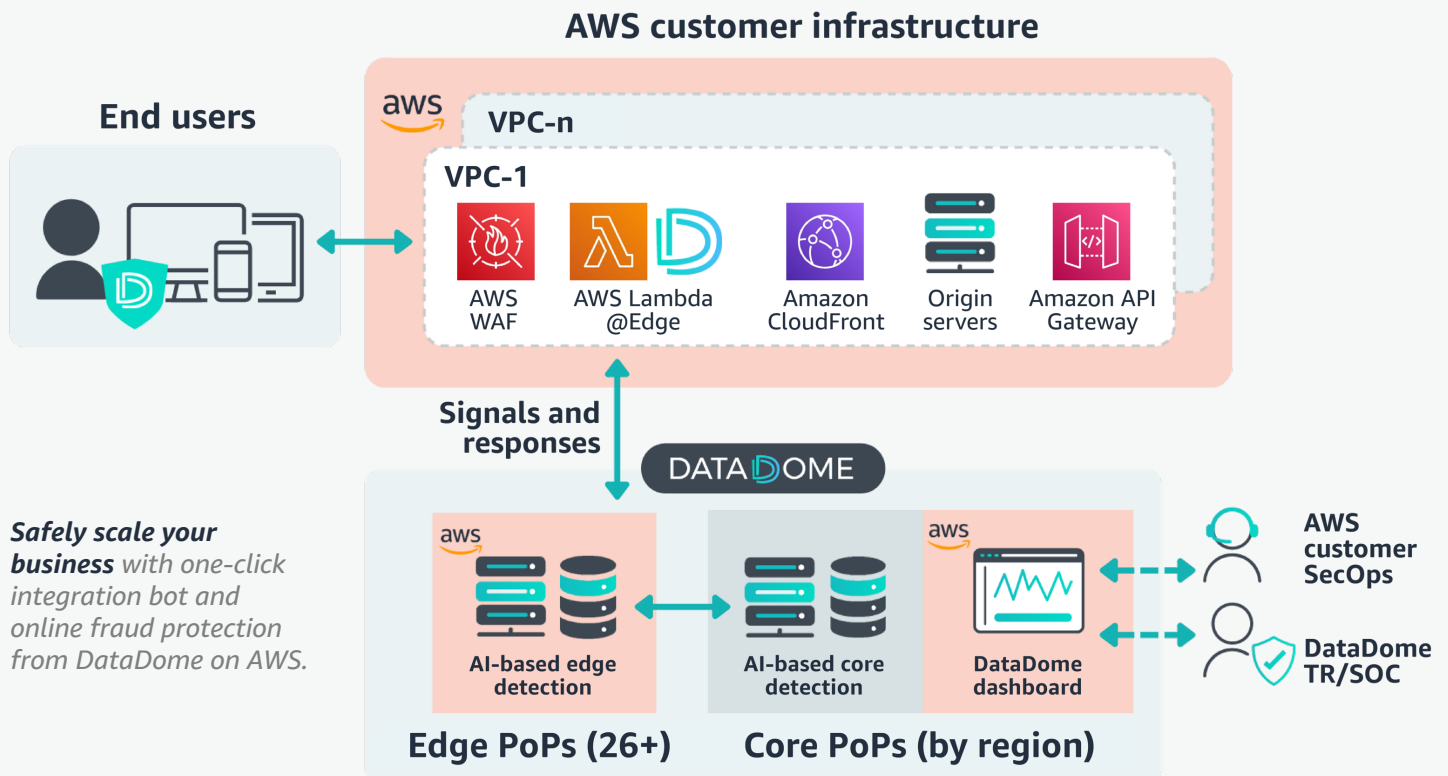 AWS customer infrastructure
End users
aws
VPC-n
VPC-1
AWS
WAF
AWS Lambda
@Edge
Amazon
CloudFront
Origin
servers
Amazon API
Gateway
Signals and
responses
DATADOME
Safely scale your
business with one-click
integration bot and
online fraud protection
from DataDome on AWS.
aws
AI-based edge
detection
Edge PoPs (26+)
AI-based core
detection
aws
DataDome
dashboard
Core PoPs (by region)
AWS
customer
SecOps
DataDome
TR/SOC